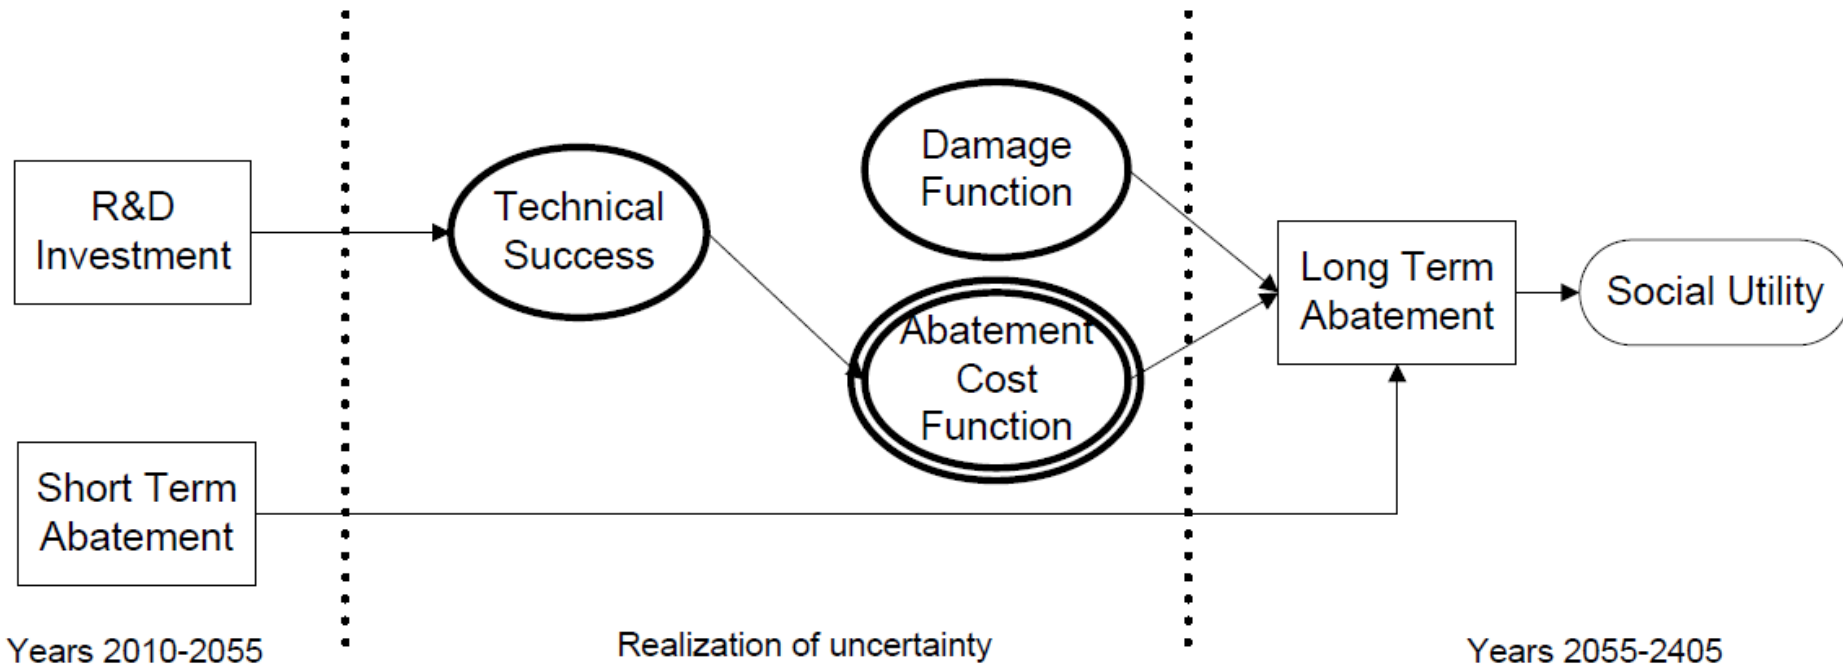 R&D
Investment
Short Term
Abatement
Years 2010-2055
Technical
Success
Damage
Function
Abatement
Cost
Function
Realization of uncertainty
Long Term
Abatement
Social Utility
Years 2055-2405